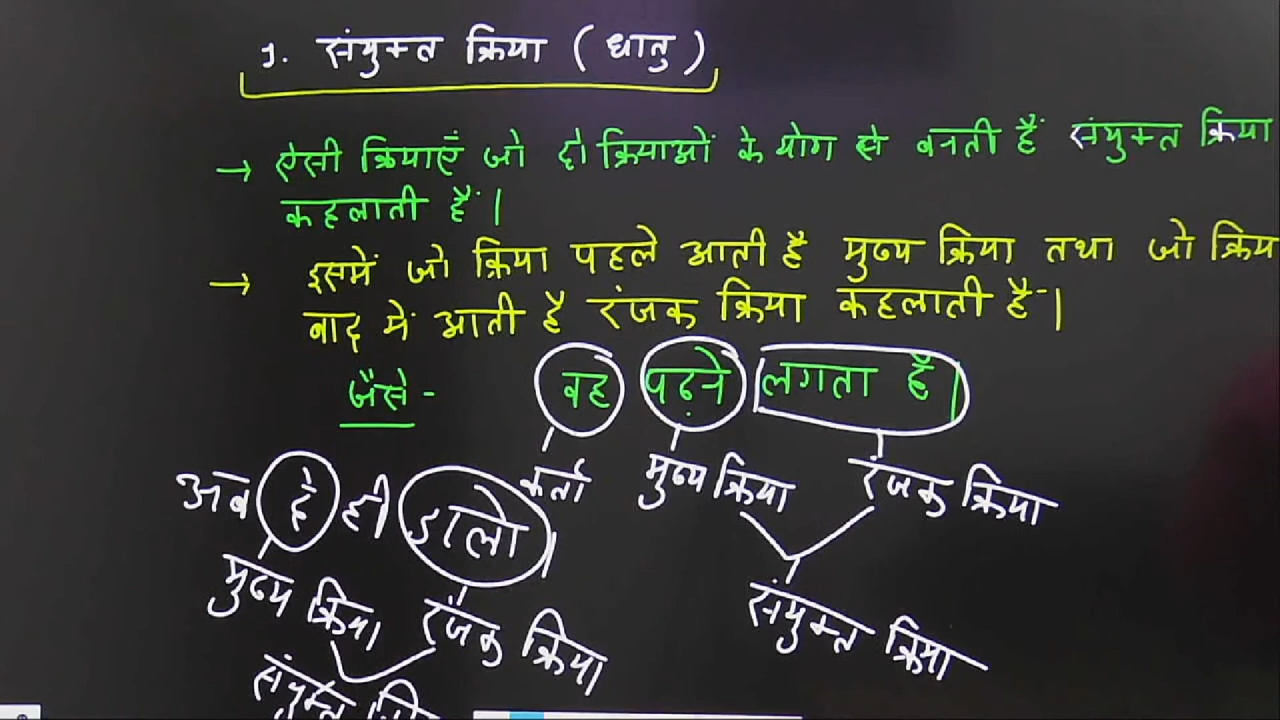 1. संयुक्त क्रिया ( धातु )
→ ऐसी क्रियाएँ जो दो क्रियाओं के योग से बनती हैं संयुक्त क्रिया
कहलाती हैं।
→ इसमें जो क्रिया पहले आती है मुख्य क्रिया तथा जो क्रिय
बाद में आती है रंजक क्रिया कहलाती है।
जैसे - वह पढ़ने लगता है।
कर्ता मुख्य क्रिया रंजक क्रिया
संयुक्त क्रिया
अब दे ही डालो।
मुख्य क्रिया रंजक क्रिया
संयुक्त